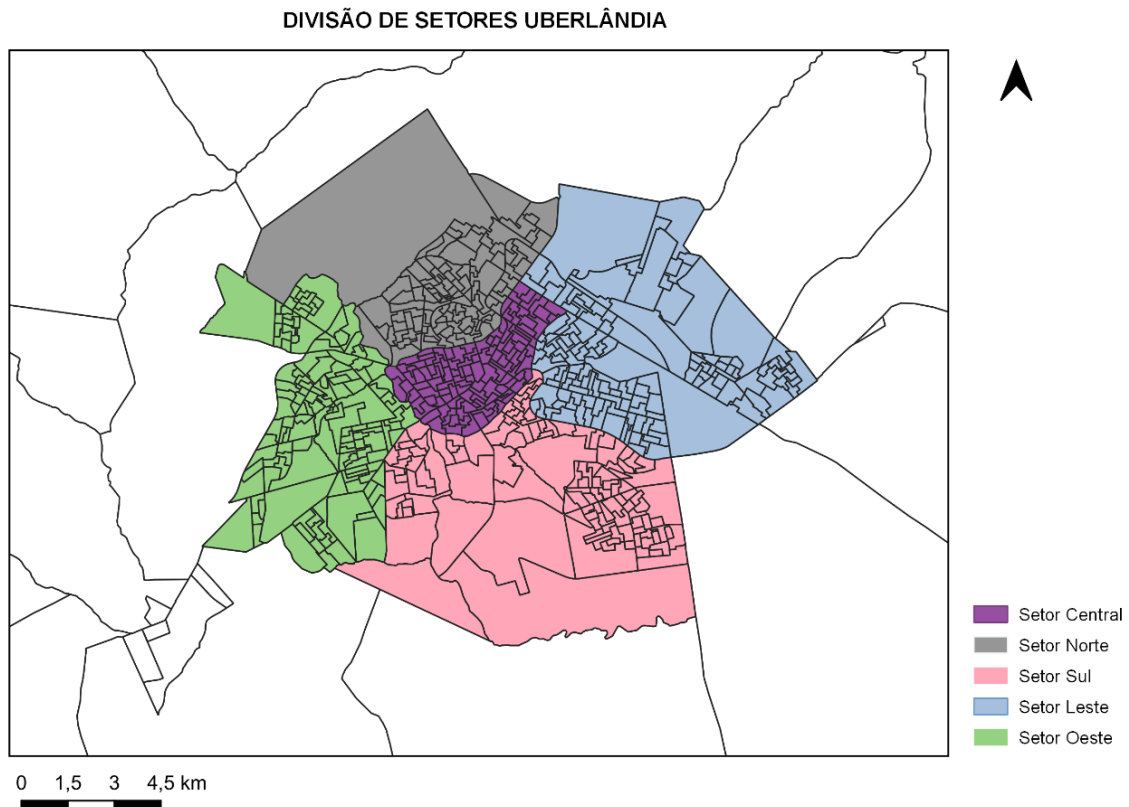 DIVISÃO DE SETORES UBERLÂNDIA
Setor Central
Setor Norte
Setor Sul
Setor Leste
Setor Oeste
0 1,5 3 4,5 km